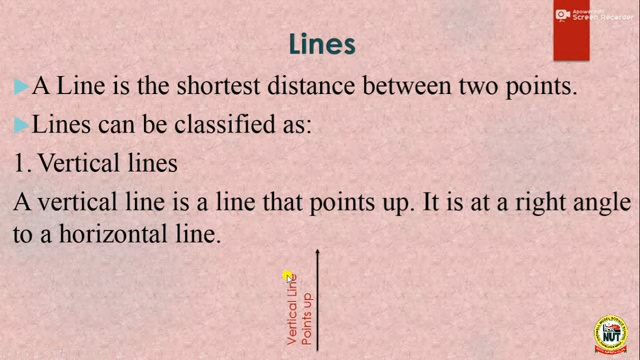 Apowersoft
Screen Recorder
Lines
A Line is the shortest distance between two points.
Lines can be classified as:
1. Vertical lines
A vertical line is a line that points up. It is at a right angle
to a horizontal line.
Vertical Line
Points up
NUT